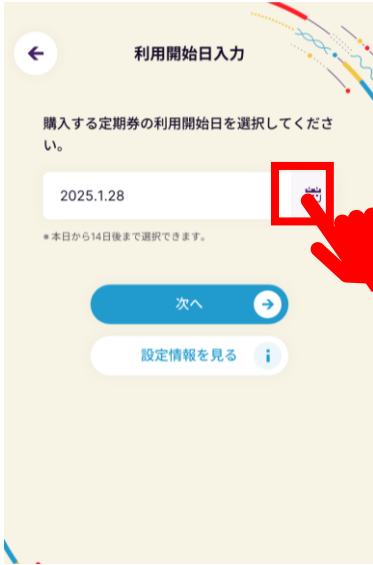 利用開始日入力
購入する定期券の利用開始日を選択してくださ
い。
2025.1.28
※本日から14日後まで選択できます。
次へ
設定情報を見る